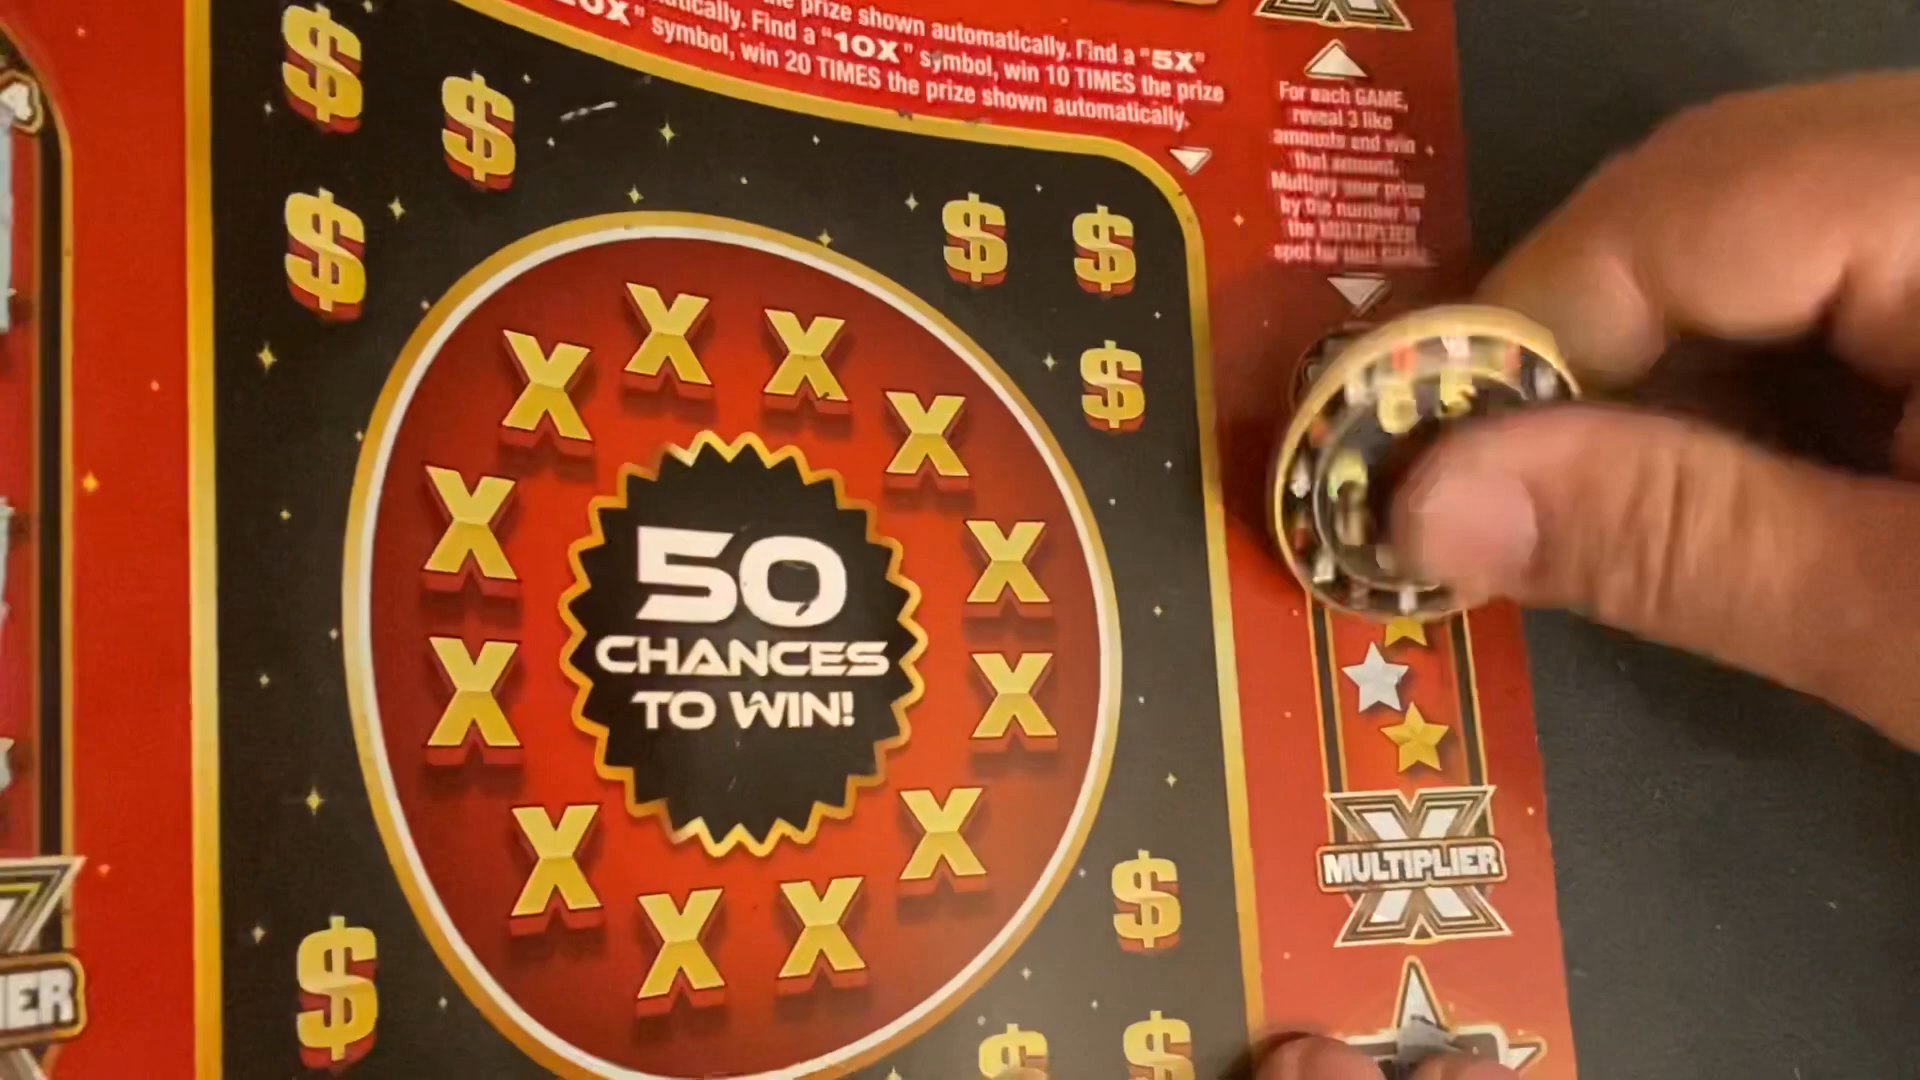 the prize shown automatically. Find a "5X"
Find a "10X" symbol, win 10 TIMES the prize
symbol, win 20 TIMES the prize shown automatically.
For each GAME,
reveal 3 like
amounts and win
that amount.
Multiply your prize
by the number in
the MULTIPLIER
spot for that GAME.
$
$
$
$
$
$
X
X
X
X
X
X
X
X
X
X
X
X
50
CHANCES
TO WIN!
X
MULTIPLIER
$
$
$
$